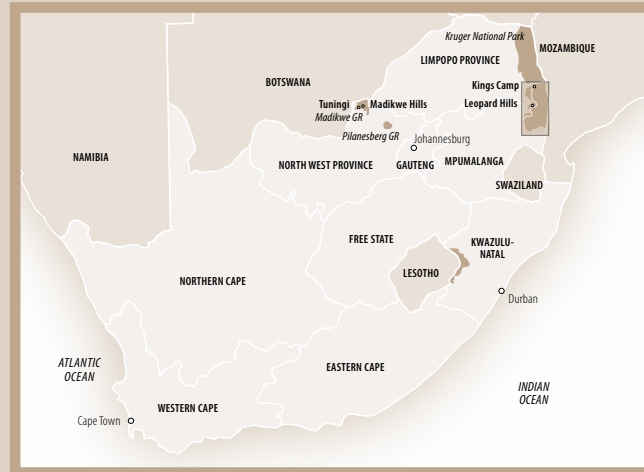 Kruger National Park
MOZAMBIQUE
LIMPOPO PROVINCE
BOTSWANA
Kings Camp
Tuningi
Madikwe Hills
Leopard Hills
Madikwe GR
Pilanesberg GR
Johannesburg
NAMIBIA
NORTH WEST PROVINCE
GAUTENG
MPUMALANGA
SWAZILAND
FREE STATE
KWAZULU-
NATAL
LESOTHO
NORTHERN CAPE
Durban
ATLANTIC
OCEAN
EASTERN CAPE
INDIAN
OCEAN
WESTERN CAPE
Cape Town